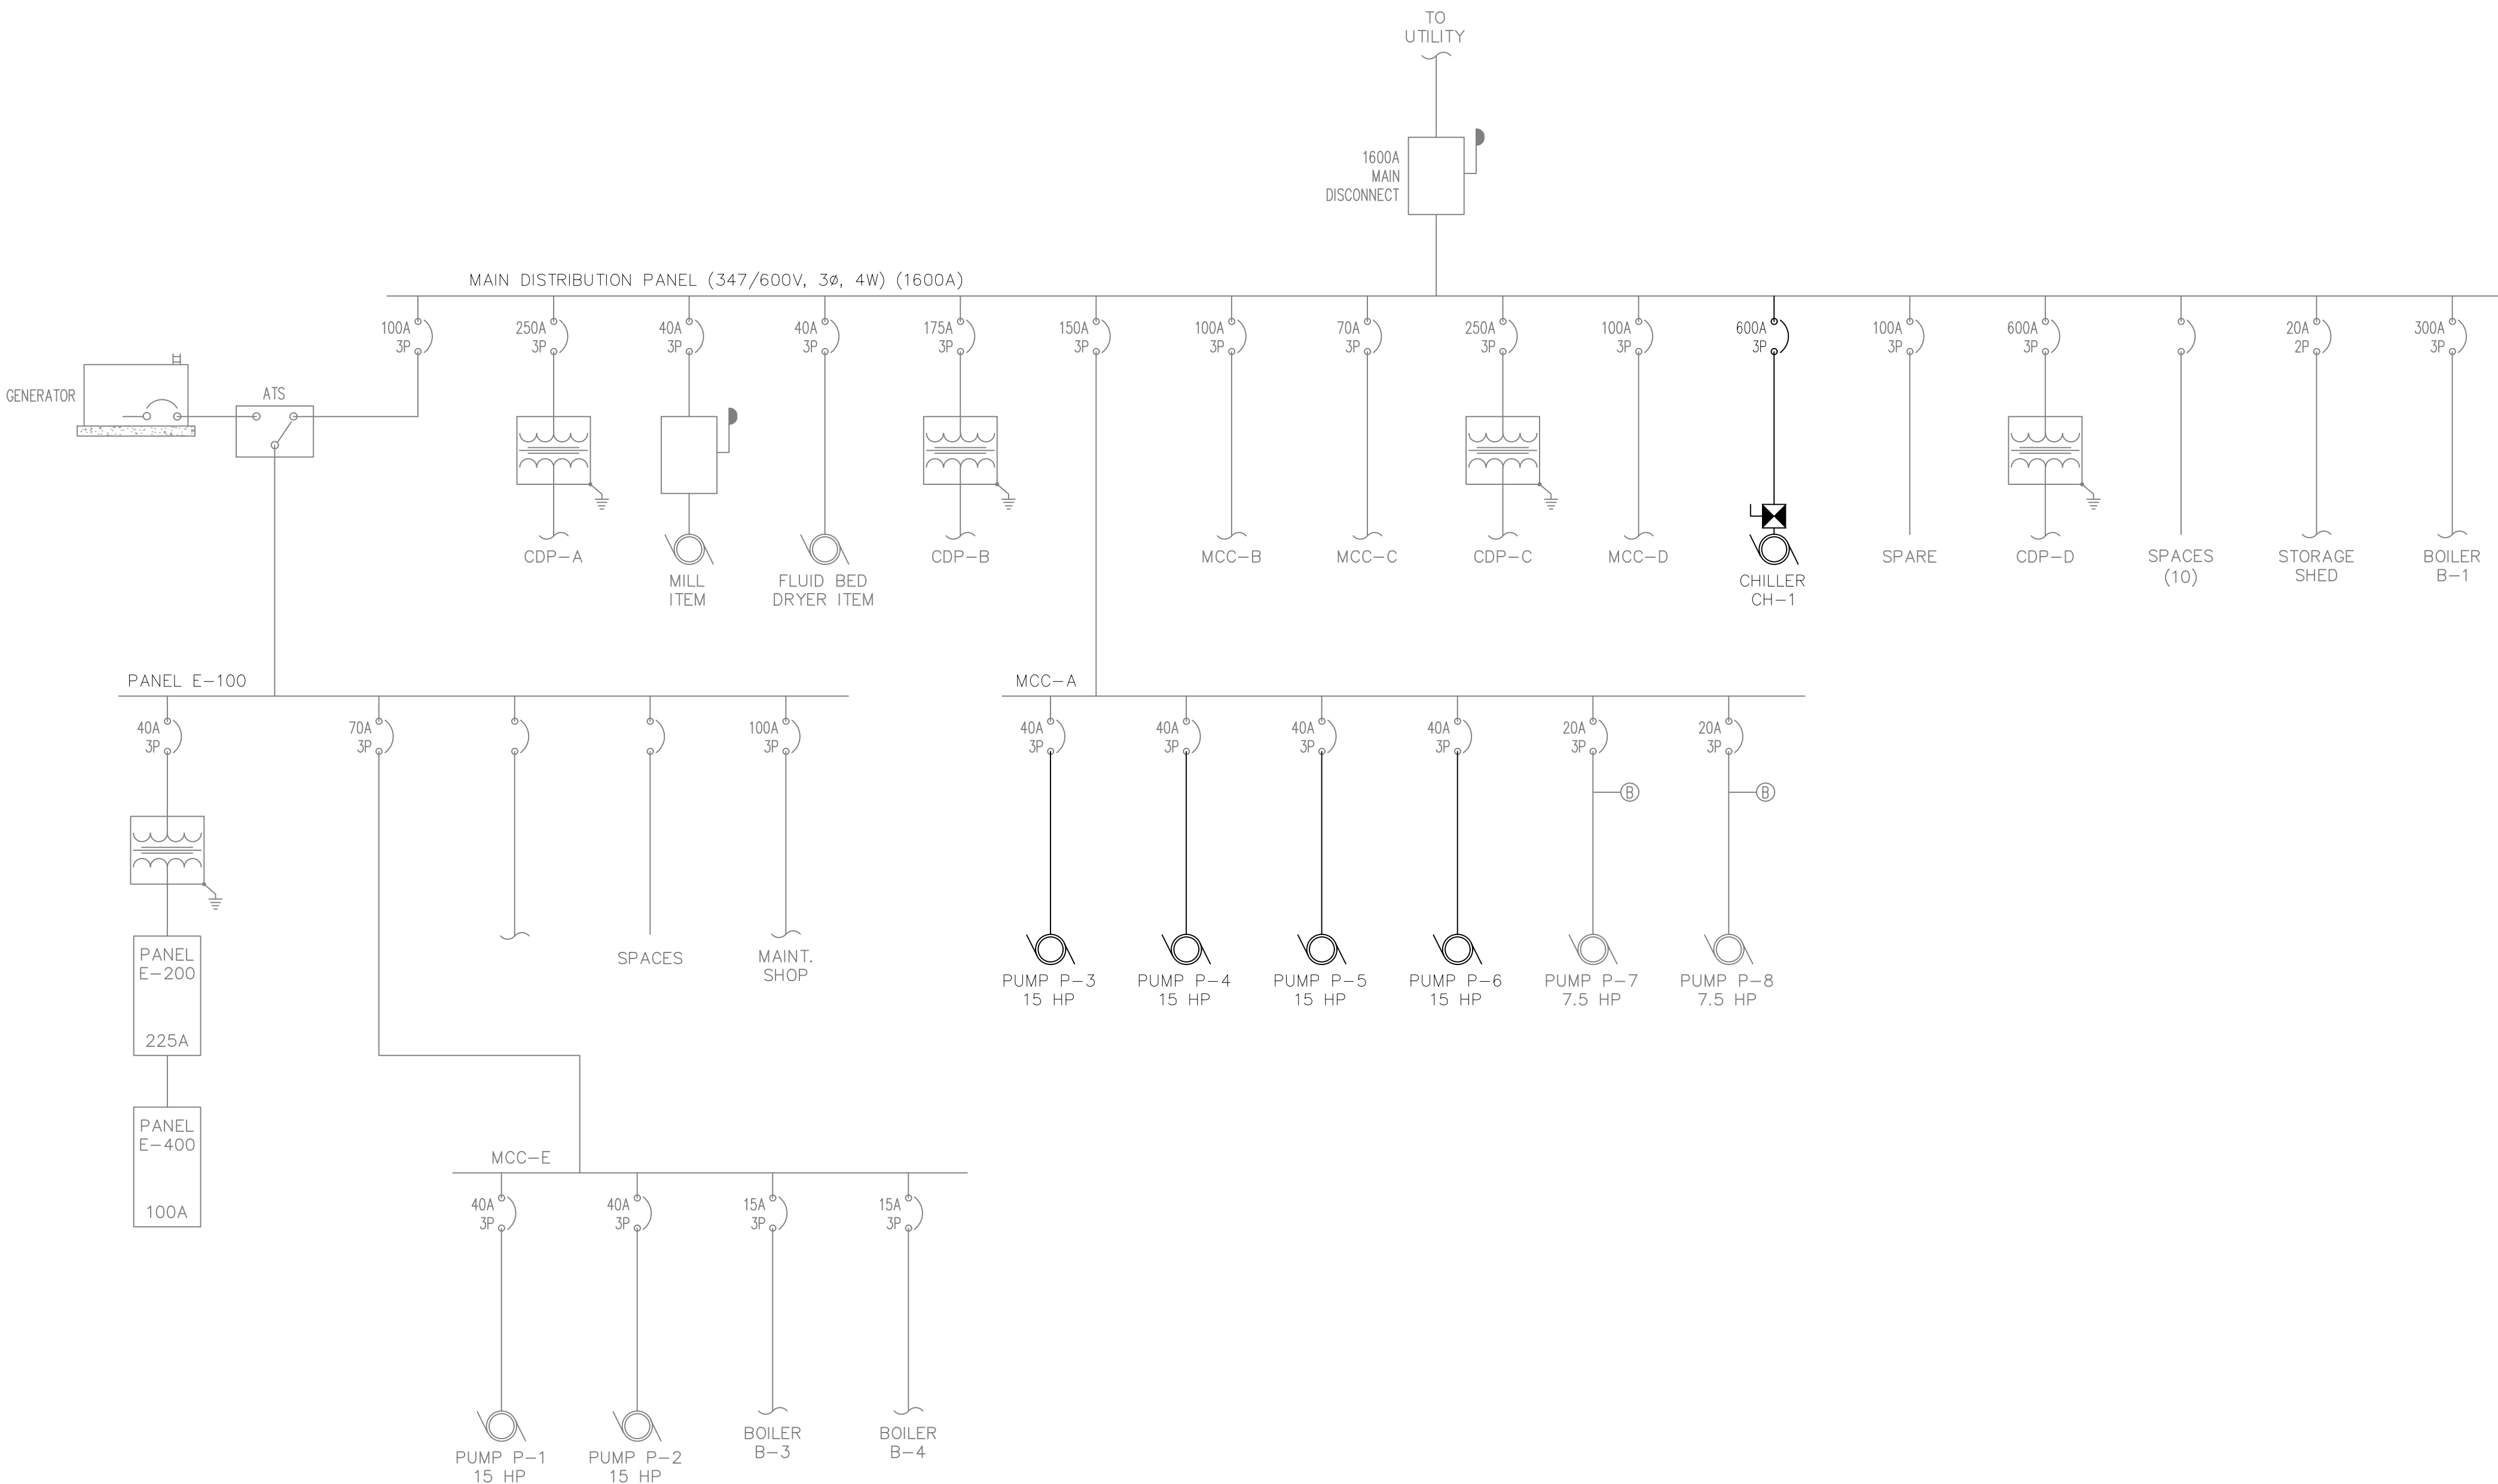 TO
UTILITY
1600A
MAIN
DISCONNECT
MAIN DISTRIBUTION PANEL (347/600V, 3ø, 4W) (1600A)
100A
3P
250A
3P
40A
3P
40A
3P
175A
3P
150A
3P
100A
3P
70A
3P
250A
3P
100A
3P
600A
3P
100A
3P
600A
3P
20A
2P
300A
3P
GENERATOR
ATS
CDP-A
MILL
ITEM
FLUID BED
DRYER ITEM
CDP-B
MCC-B
MCC-C
CDP-C
MCC-D
CHILLER
CH-1
SPARE
CDP-D
SPACES
(10)
STORAGE
SHED
BOILER
B-1
PANEL E-100
40A
3P
70A
3P
100A
3P
MCC-A
40A
3P
40A
3P
40A
3P
40A
3P
20A
3P
20A
3P
B
B
PANEL
E-200
225A
SPACES
MAINT.
SHOP
PUMP P-3
15 HP
PUMP P-4
15 HP
PUMP P-5
15 HP
PUMP P-6
15 HP
PUMP P-7
7.5 HP
PUMP P-8
7.5 HP
PANEL
E-400
100A
MCC-E
40A
3P
40A
3P
15A
3P
15A
3P
PUMP P-1
15 HP
PUMP P-2
15 HP
BOILER
B-3
BOILER
B-4